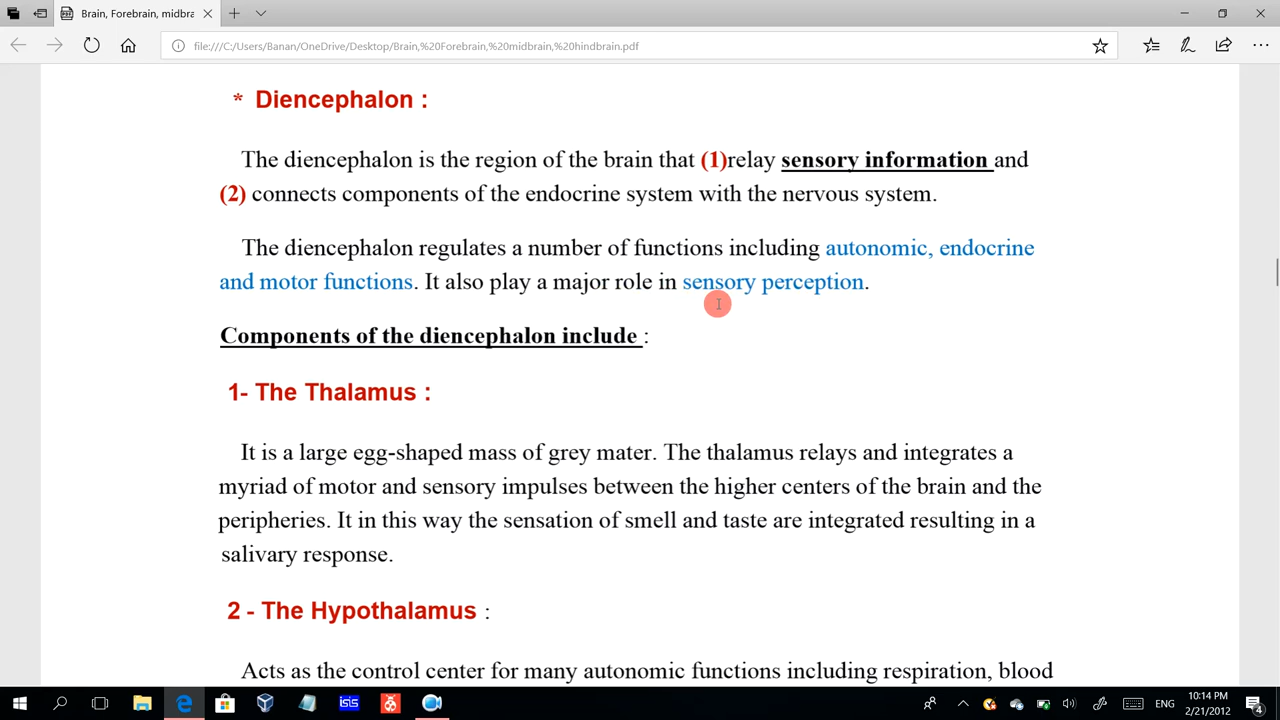 Brain, Forebrain, midbra
file:///C:/Users/Banan/OneDrive/Desktop/Brain,%20Forebrain,%20midbrain,%20hindbrain.pdf
* Diencephalon :
The diencephalon is the region of the brain that (1)relay sensory information and
(2) connects components of the endocrine system with the nervous system.
The diencephalon regulates a number of functions including autonomic, endocrine
and motor functions. It also play a major role in sensory perception.
Components of the diencephalon include :
1- The Thalamus :
It is a large egg-shaped mass of grey mater. The thalamus relays and integrates a
myriad of motor and sensory impulses between the higher centers of the brain and the
peripheries. It in this way the sensation of smell and taste are integrated resulting in a
salivary response.
2 - The Hypothalamus :
Acts as the control center for many autonomic functions including respiration, blood
isis
ENG
10:14 PM
2/21/2012
4